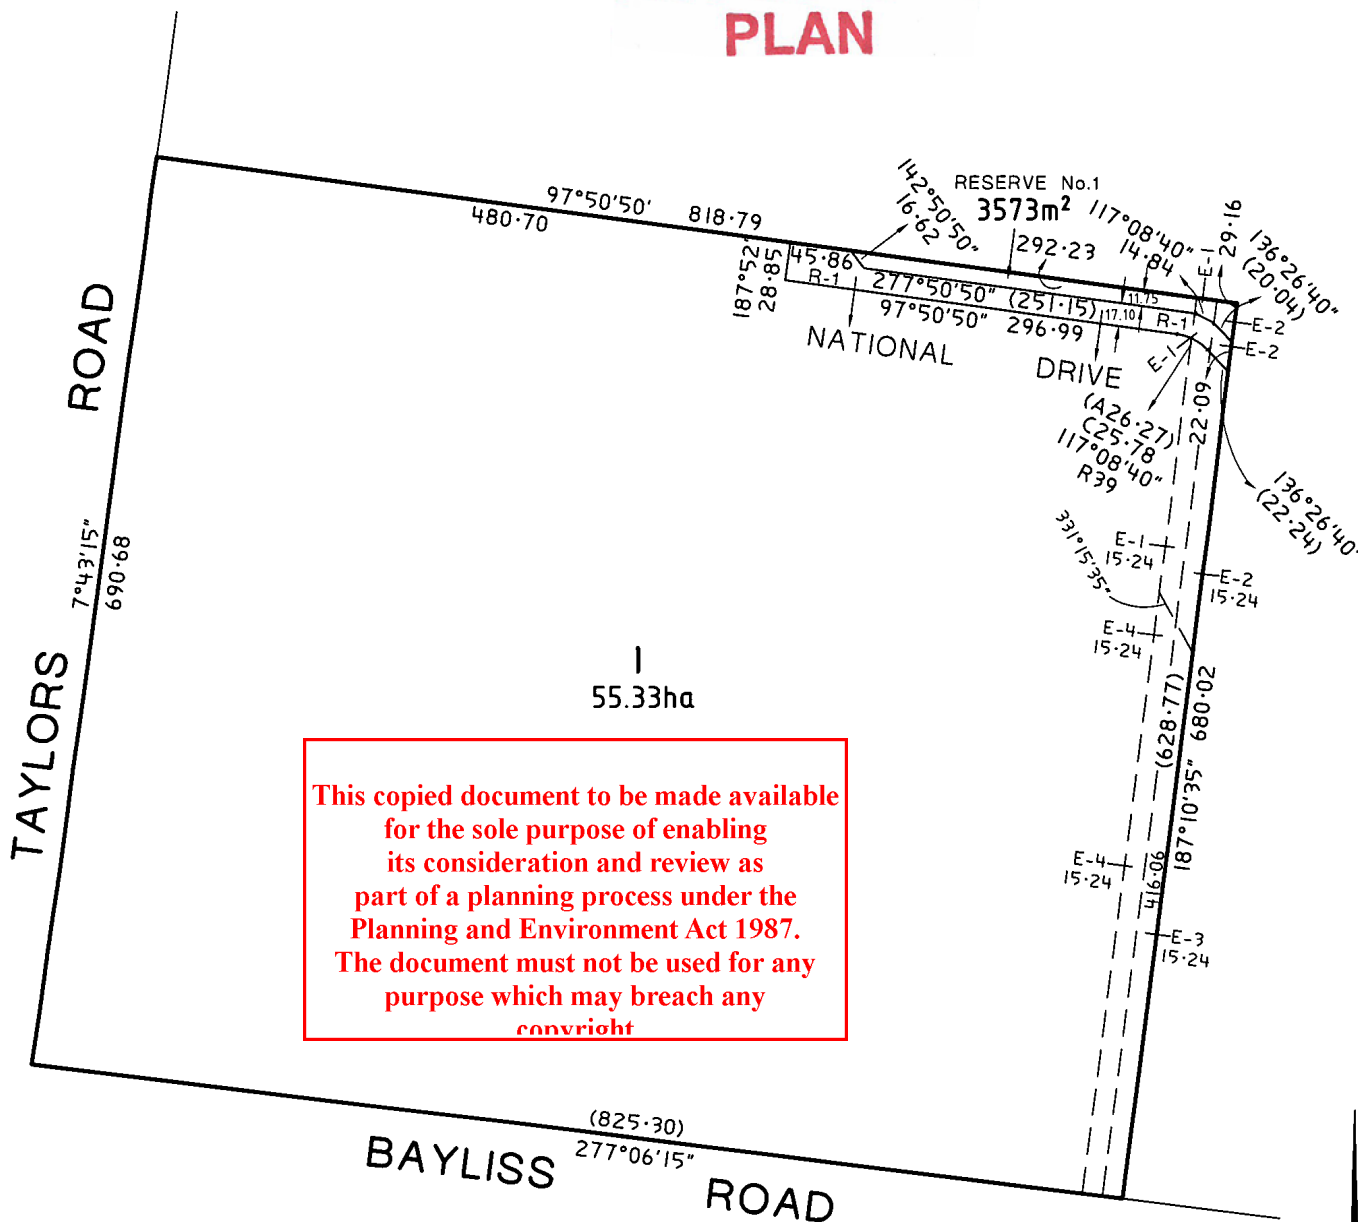 PLAN
97°50'50'
818·79
480·70
142°50'50"
16·62
RESERVE No.1
3573m²
292·23
117°08'40"
14·84
E-1
29·16
136°26'40"
(20·04)
187°52'
28·85
45·86
R-1
277°50'50" (251·15)
97°50'50" 296·99
11·75
17·10
R-1
E-2
E-2
E-1
NATIONAL
DRIVE
(A26·27)
C25·78
117°08'40"
R39
22·09
136°26'40
(22·24)
ROAD
TAYLORS
7°43'15"
690·68
331°15'35"
E-1
15·24
E-2
15·24
E-4
15·24
1
55.33ha
(628·77)
680·02
187°10'35"
416·06
E-4
15·24
E-3
15·24
This copied document to be made available
for the sole purpose of enabling
its consideration and review as
part of a planning process under the
Planning and Environment Act 1987.
The document must not be used for any
purpose which may breach any
copyright
(825·30)
277°06'15"
BAYLISS ROAD